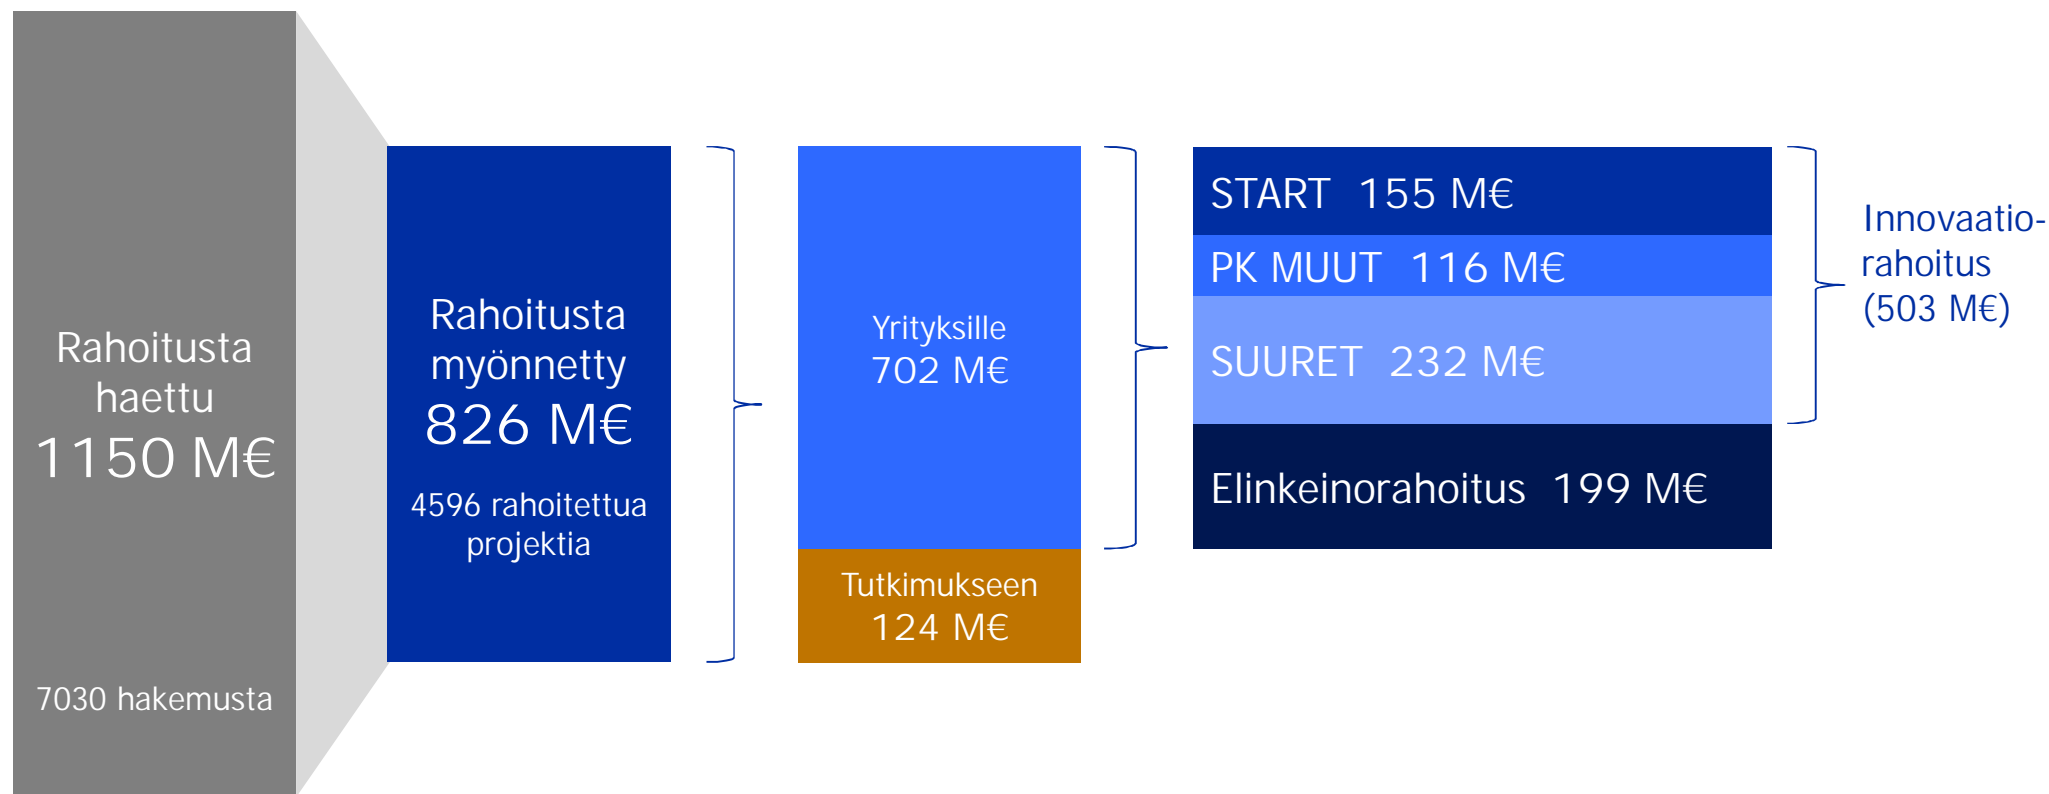 Rahoitusta
haettu
1150 M€
7030 hakemusta
Rahoitusta
myönnetty
826 M€
4596 rahoitettua
projektia
Yrityksille
702 M€
Tutkimukseen
124 M€
START 155 M€
PK MUUT 116 M€
SUURET 232 M€
Elinkeinorahoitus 199 M€
Innovaatio-
rahoitus
(503 M€)